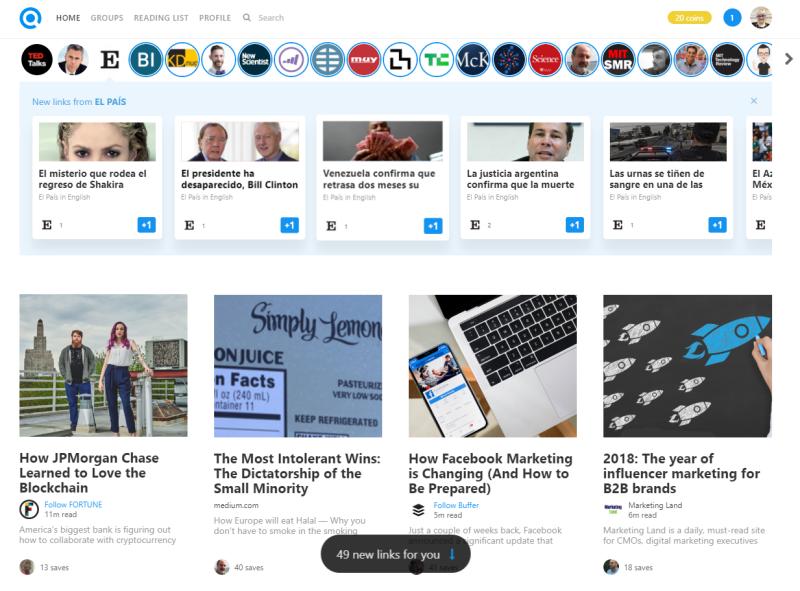 HOME GROUPS READING LIST PROFILE Search 20 coins 1
TED Talks E BI KD nug New Scientist muy TC McK Science MIT SMR MIT Technology Review
New links from EL PAÍS
El misterio que rodea el
regreso de Shakira
El País in English
E 1 +1
El presidente ha
desaparecido, Bill Clinton
El País in English
E 1 +1
Venezuela confirma que
retrasa dos meses su
El País in English
E 1 +1
La justicia argentina
confirma que la muerte
El País in English
E 2 +1
Las urnas se tiñen de
sangre en una de las
El País in English
E 1 +1
El Az
Méx
El País
E
Simply Lemon
ON JUICE
n Facts
l oz (240 mL)
ntainer 11
PASTEURIZ
VERY LOW SOD
KEEP REFRIGERATED
How JPMorgan Chase
Learned to Love the
Blockchain
Follow FORTUNE
11m read
America's biggest bank is figuring out
how to collaborate with cryptocurrency
13 saves
The Most Intolerant Wins:
The Dictatorship of the
Small Minority
medium.com
How Europe will eat Halal — Why you
don't have to smoke in the smoking
40 saves
How Facebook Marketing
is Changing (And How to
Be Prepared)
Follow Buffer
5m read
Just a couple of weeks back, Facebook
announced a significant update that
41 saves
2018: The year of
influencer marketing for
B2B brands
Marketing Land
6m read
Marketing Land is a daily, must-read site
for CMOs, digital marketing executives
18 saves
49 new links for you